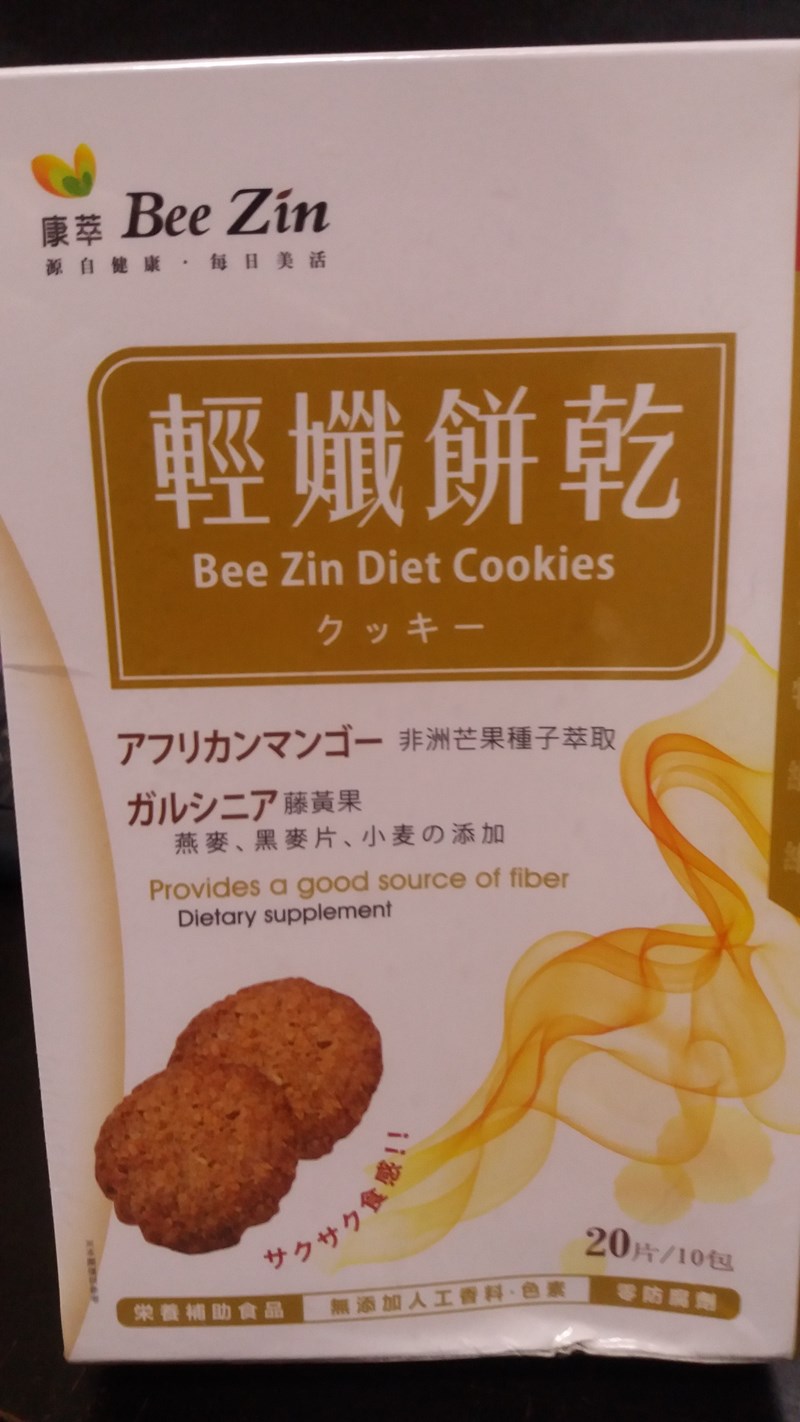 康萃 Bee Zin
源自健康·每日美活
輕孅餅乾
Bee Zin Diet Cookies
クッキー
アフリカンマンゴー 非洲芒果種子萃取
ガルシニア 藤黃果
燕麥、黑麥片、小麦の添加
Provides a good source of fiber
Dietary supplement
サクサク食感!!
20片/10包
栄養補助食品 無添加人工香料·色素 零防腐劑